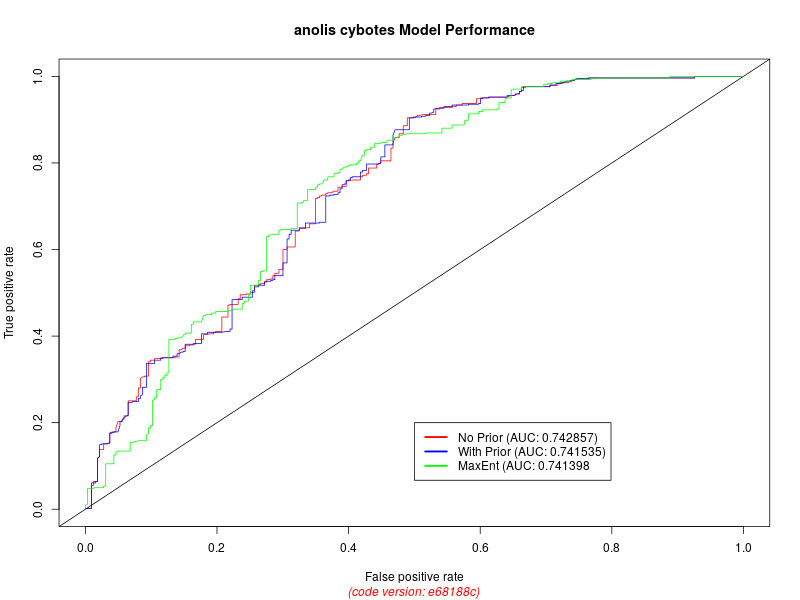 anolis cybotes Model Performance
True positive rate
1.0
0.8
0.6
0.4
0.2
0.0
No Prior (AUC: 0.742857)
With Prior (AUC: 0.741535)
MaxEnt (AUC: 0.741398
0.0 0.2 0.4 0.6 0.8 1.0
False positive rate
(code version: e68188c)